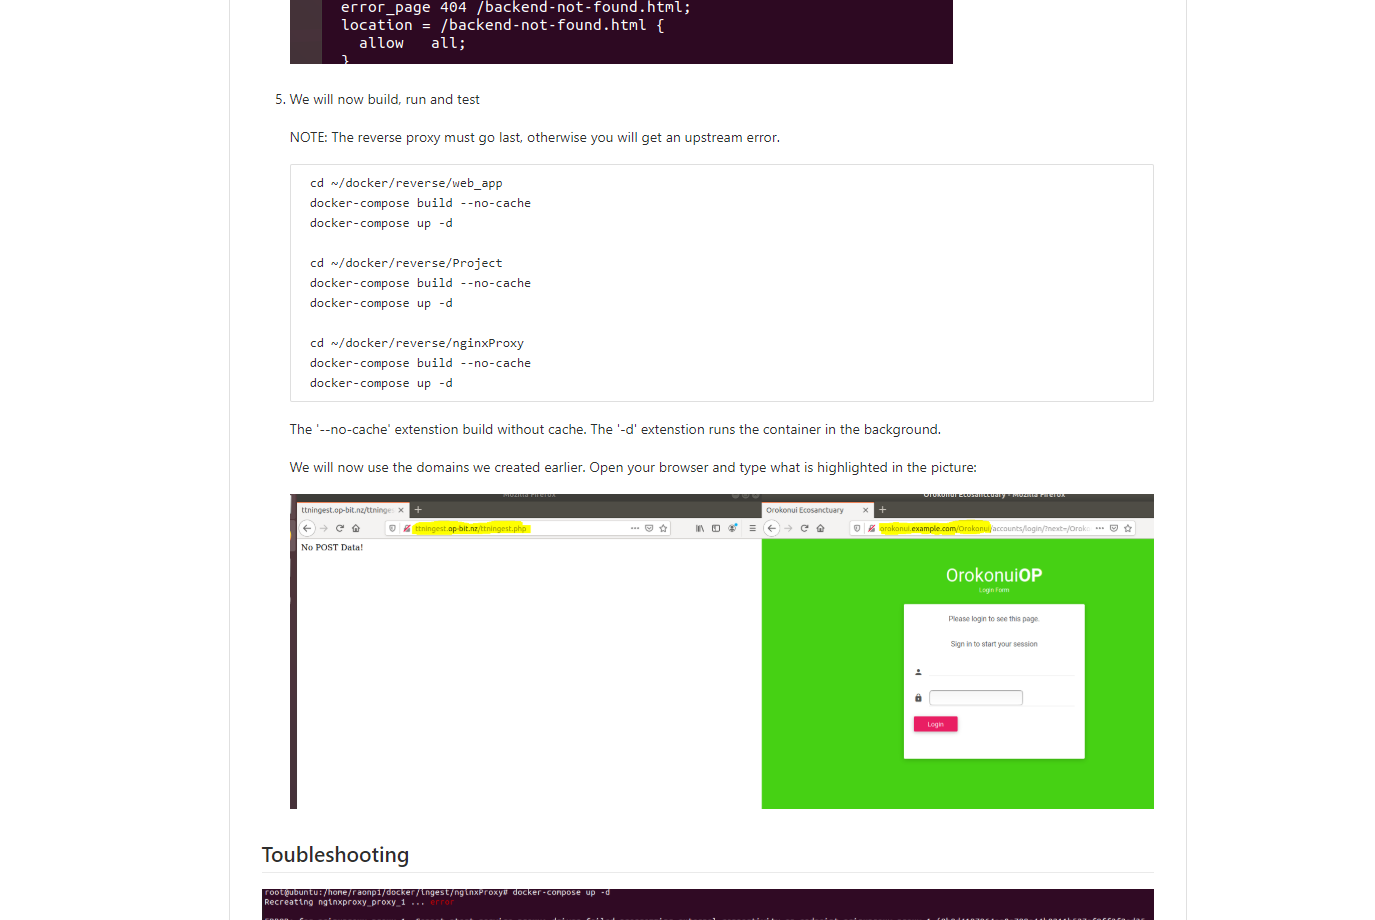 error_page 404 /backend-not-found.html;
location = /backend-not-found.html {
allow all;
}
5. We will now build, run and test
NOTE: The reverse proxy must go last, otherwise you will get an upstream error.
cd ~/docker/reverse/web_app
docker-compose build --no-cache
docker-compose up -d
cd ~/docker/reverse/Project
docker-compose build --no-cache
docker-compose up -d
cd ~/docker/reverse/nginxProxy
docker-compose build --no-cache
docker-compose up -d
The '--no-cache' extenstion build without cache. The '-d' extenstion runs the container in the background.
We will now use the domains we created earlier. Open your browser and type what is highlighted in the picture:
Mozilla Firefox
Orokonui Ecosanctuary - Mozilla Firefox
ttningest.op-bit.nz/ttninge
Orokonui Ecosanctuary
ttningest.op-bit.nz/ttningest.php
orokonui.example.com/Orokonui/accounts/login/?next=/Orok
No POST Data!
OrokonuiOP
Login Form
Please login to see this page.
Sign in to start your session
Login
Toubleshooting
root@ubuntu:/home/raonp1/docker/ingest/nginxProxy# docker-compose up -d
Recreating nginxproxy_proxy_1 ... error